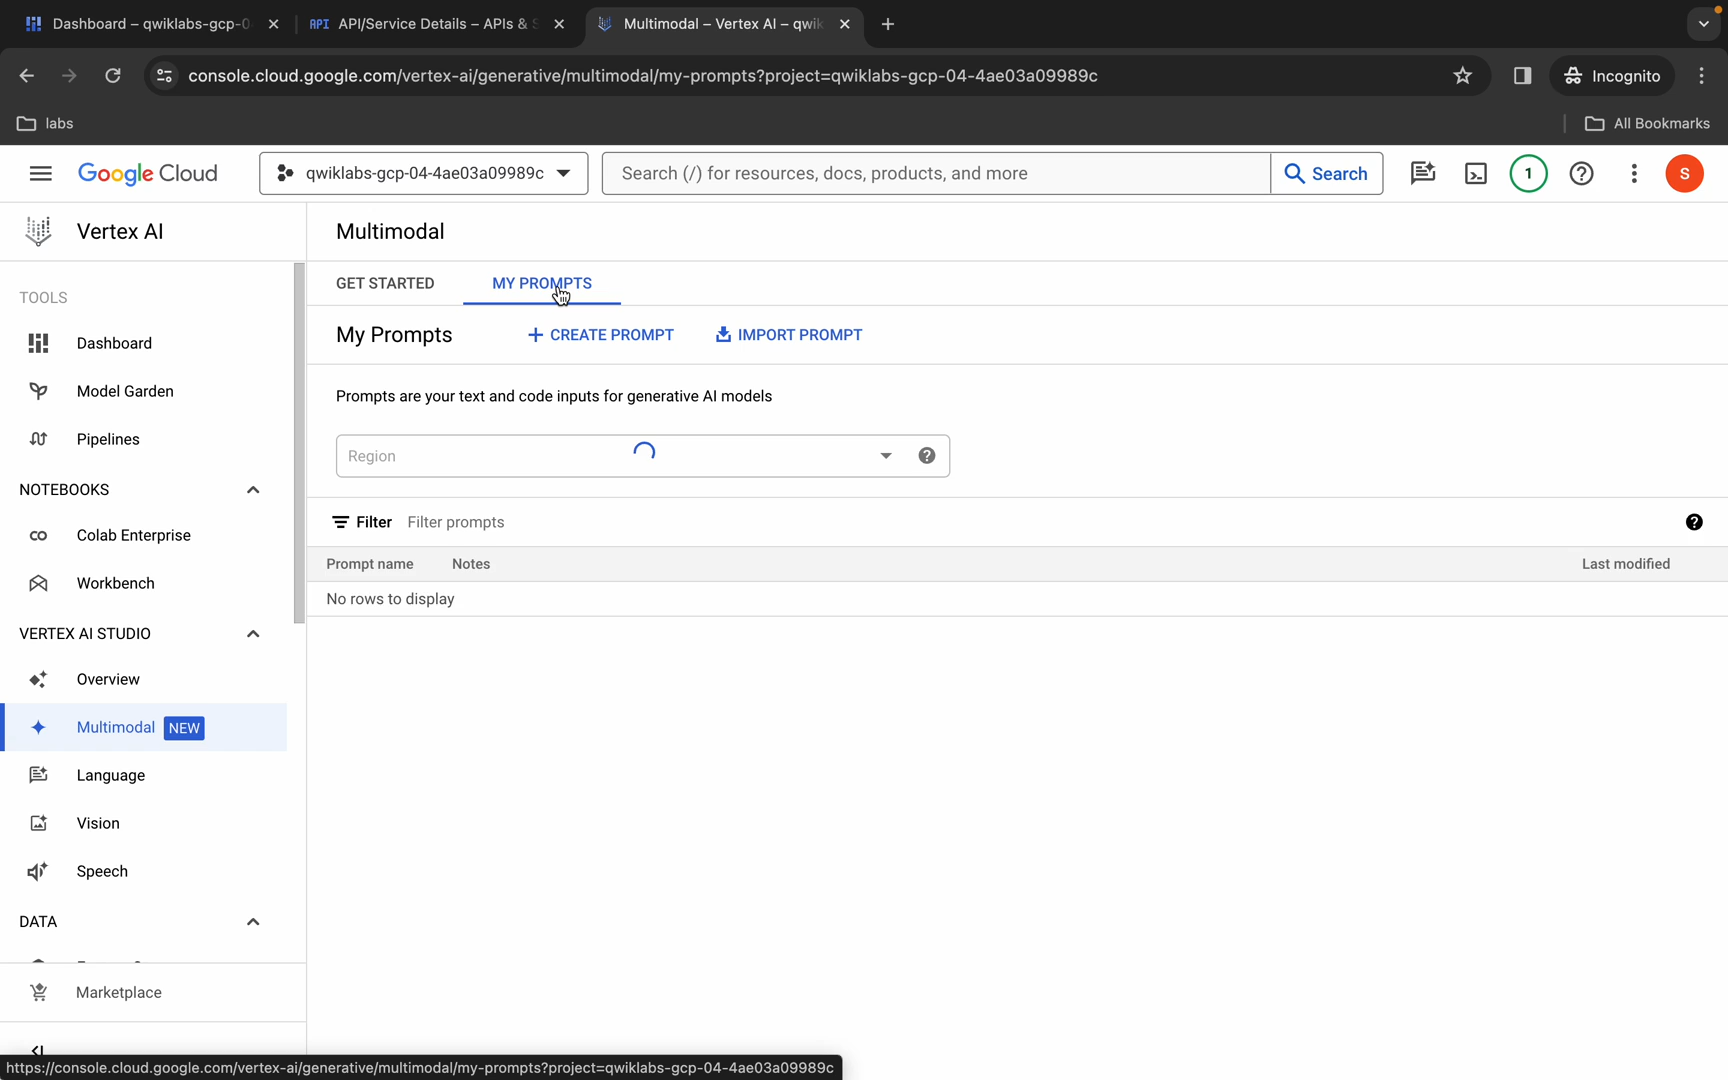 Dashboard – qwiklabs-gcp-0
API API/Service Details – APIs & S
Multimodal – Vertex AI – qwik
console.cloud.google.com/vertex-ai/generative/multimodal/my-prompts?project=qwiklabs-gcp-04-4ae03a09989c
Incognito
labs
All Bookmarks
Google Cloud
qwiklabs-gcp-04-4ae03a09989c
Search (/) for resources, docs, products, and more
Search
1
S
Vertex AI
Multimodal
TOOLS
Dashboard
Model Garden
Pipelines
NOTEBOOKS
Colab Enterprise
Workbench
VERTEX AI STUDIO
Overview
Multimodal NEW
Language
Vision
Speech
DATA
Marketplace
GET STARTED
MY PROMPTS
My Prompts
+ CREATE PROMPT
IMPORT PROMPT
Prompts are your text and code inputs for generative AI models
Region
Filter Filter prompts
Prompt name Notes Last modified
No rows to display
https://console.cloud.google.com/vertex-ai/generative/multimodal/my-prompts?project=qwiklabs-gcp-04-4ae03a09989c